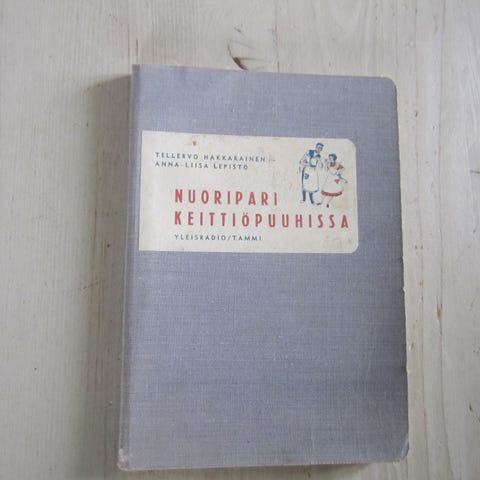 TELLERVO HAKKARAINEN
ANNA-LIISA LEPISTÖ
NUORIPARI
KEITTIÖPUUHISSA
YLEISRADIO/TAMMI